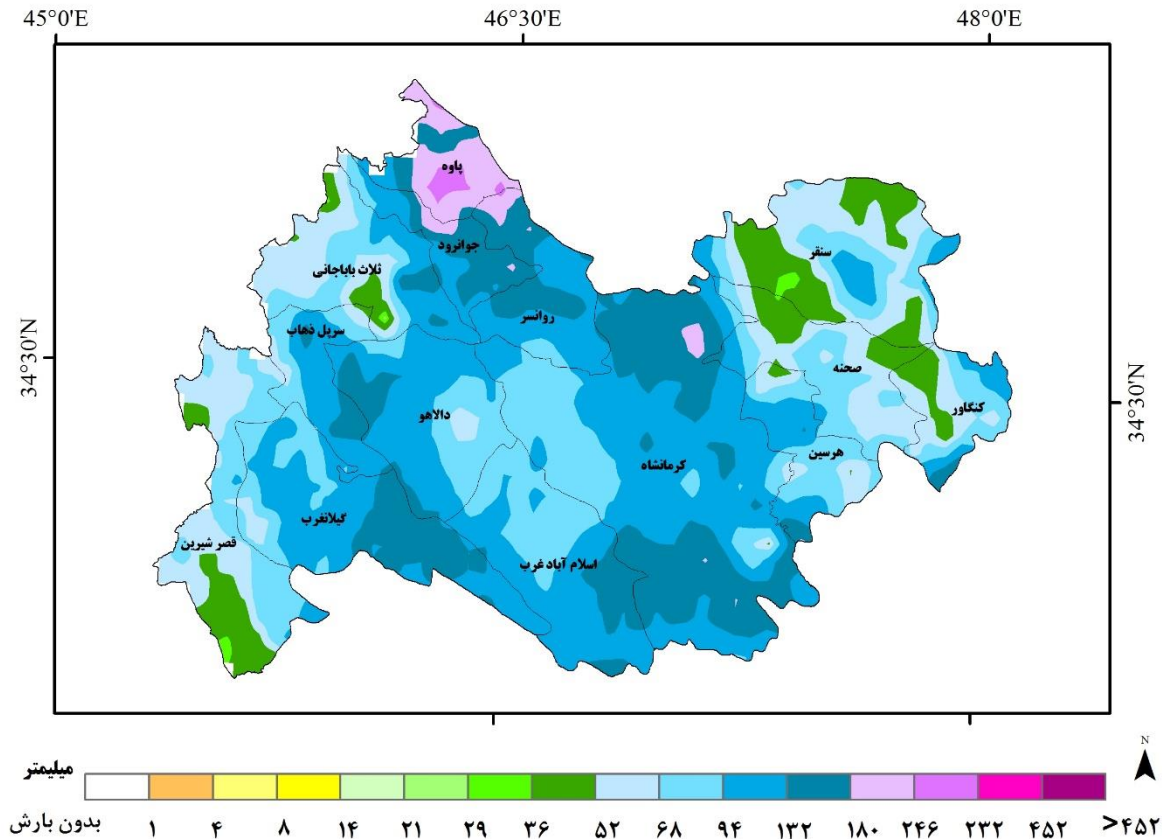 45°0'E 46°30'E 48°0'E
پاوه
جوانرود
سنقر
ثلاث باباجانی
روانسر
سرپل ذهاب
34°30'N 34°30'N
صحنه
کنگاور
دالاهو
هرسین
کرمانشاه
گیلانغرب
قصر شیرین
اسلام آباد غرب
N
میلیمتر
بدون بارش ۱ ۴ ۸ ۱۴ ۲۱ ۲۹ ۳۶ ۵۲ ۶۸ ۹۴ ۱۳۲ ۱۸۰ ۲۴۶ ۲۳۲ ۴۵۲ >۴۵۲